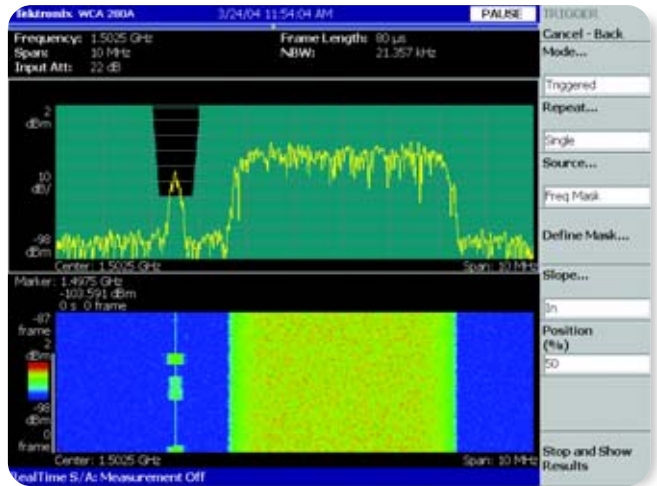 Tektronix WCA 280A
3/24/04 11:54:04 AM
PAUSE
TRIGGER
Frequency: 1.5025 GHz
Frame Length: 80 µs
Span: 10 MHz
NBW: 21.357 kHz
Input Att: 22 dB
Cancel - Back
Mode...
Triggered
Repeat...
Single
Source...
Freq Mask
Define Mask...
Slope...
In
Position
(%)
50
Stop and Show
Results
2
dBm
10
dB/
-98
dBm
Center: 1.5025 GHz
Span: 10 MHz
Marker: 1.4975 GHz
-103.591 dBm
0 s 0 frame
-87
frame
2
dBm
-98
dBm
0
frame
Center: 1.5025 GHz
Span: 10 MHz
RealTime S/A: Measurement Off